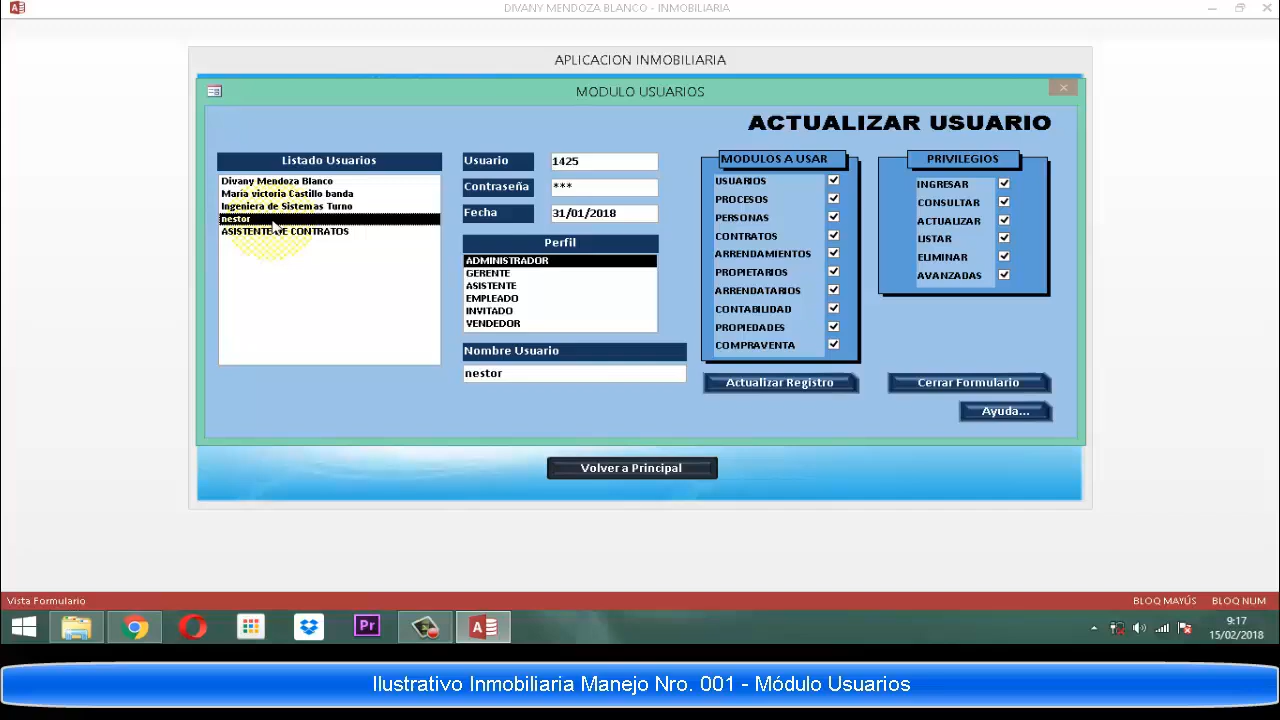 DIVANY MENDOZA BLANCO - INMOBILIARIA
APLICACION INMOBILIARIA
MODULO USUARIOS
ACTUALIZAR USUARIO
Listado Usuarios
Divany Mendoza Blanco
Maria victoria Castillo banda
Ingeniera de Sistemas Turno
nestor
ASISTENTE DE CONTRATOS
Usuario 1425
Contraseña ***
Fecha 31/01/2018
Perfil
ADMINISTRADOR
GERENTE
ASISTENTE
EMPLEADO
INVITADO
VENDEDOR
Nombre Usuario
nestor
MODULOS A USAR
USUARIOS
PROCESOS
PERSONAS
CONTRATOS
ARRENDAMIENTOS
PROPIETARIOS
ARRENDATARIOS
CONTABILIDAD
PROPIEDADES
COMPRAVENTA
PRIVILEGIOS
INGRESAR
CONSULTAR
ACTUALIZAR
LISTAR
ELIMINAR
AVANZADAS
Actualizar Registro
Cerrar Formulario
Ayuda...
Volver a Principal
Vista Formulario
BLOQ MAYÚS BLOQ NUM
Pr
9:17
15/02/2018
Ilustrativo Inmobiliaria Manejo Nro. 001 - Módulo Usuarios